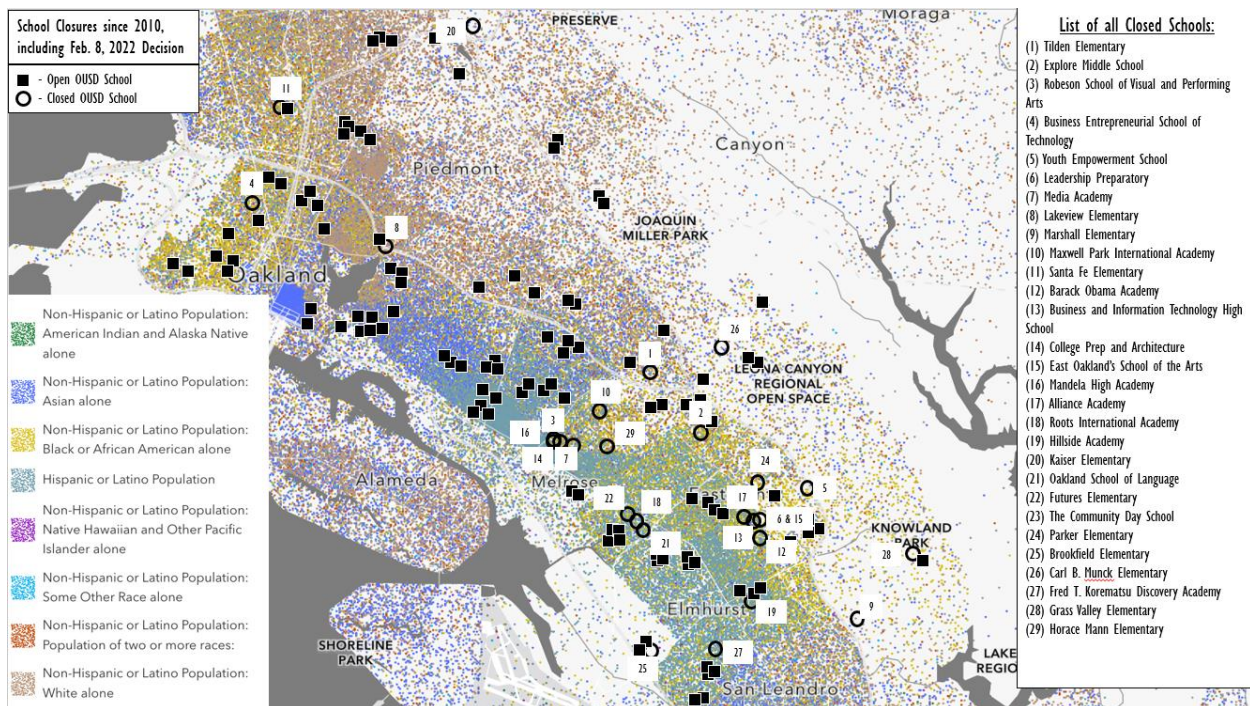 School Closures since 2010,
including Feb. 8, 2022 Decision
- Open OUSD School
- Closed OUSD School
PRESERVE
Moraga
Canyon
Piedmont
JOAQUIN
MILLER PARK
Oakland
LEONA CANYON
REGIONAL
OPEN SPACE
Alameda
Melrose
KNOWLAND
PARK
Elmhurst
SHORELINE
PARK
San Leandro
LAKE
REGIO
20
11
4
8
26
1
10
2
3
16
29
14
7
24
5
22
18
17
6 & 15
21
13
12
28
19
9
25
27
Non-Hispanic or Latino Population:
American Indian and Alaska Native
alone
Non-Hispanic or Latino Population:
Asian alone
Non-Hispanic or Latino Population:
Black or African American alone
Hispanic or Latino Population
Non-Hispanic or Latino Population:
Native Hawaiian and Other Pacific
Islander alone
Non-Hispanic or Latino Population:
Some Other Race alone
Non-Hispanic or Latino Population:
Population of two or more races:
Non-Hispanic or Latino Population:
White alone
List of all Closed Schools:
(1) Tilden Elementary
(2) Explore Middle School
(3) Robeson School of Visual and Performing
Arts
(4) Business Entrepreneurial School of
Technology
(5) Youth Empowerment School
(6) Leadership Preparatory
(7) Media Academy
(8) Lakeview Elementary
(9) Marshall Elementary
(10) Maxwell Park International Academy
(11) Santa Fe Elementary
(12) Barack Obama Academy
(13) Business and Information Technology High
School
(14) College Prep and Architecture
(15) East Oakland's School of the Arts
(16) Mandela High Academy
(17) Alliance Academy
(18) Roots International Academy
(19) Hillside Academy
(20) Kaiser Elementary
(21) Oakland School of Language
(22) Futures Elementary
(23) The Community Day School
(24) Parker Elementary
(25) Brookfield Elementary
(26) Carl B. Munck Elementary
(27) Fred T. Korematsu Discovery Academy
(28) Grass Valley Elementary
(29) Horace Mann Elementary